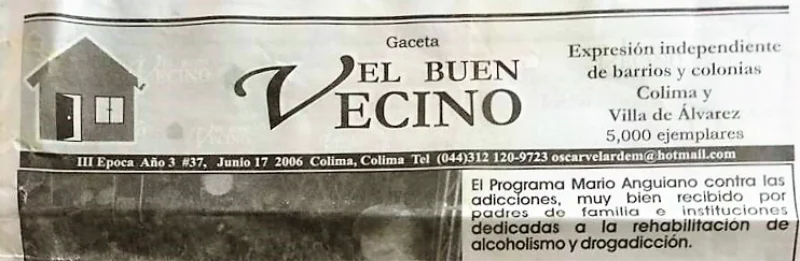 Gaceta
EL BUEN
VECINO
Expresión independiente
de barrios y colonias
Colima y
Villa de Álvarez
5,000 ejemplares
III Epoca Año 3 #37, Junio 17 2006 Colima, Colima Tel (044)312 120-9723 oscarvelardem@hotmail.com
El Programa Mario Anguiano contra las
adicciones, muy bien recibido por
padres de familia e instituciones
dedicadas a la rehabilitación de
alcoholismo y drogadicción.